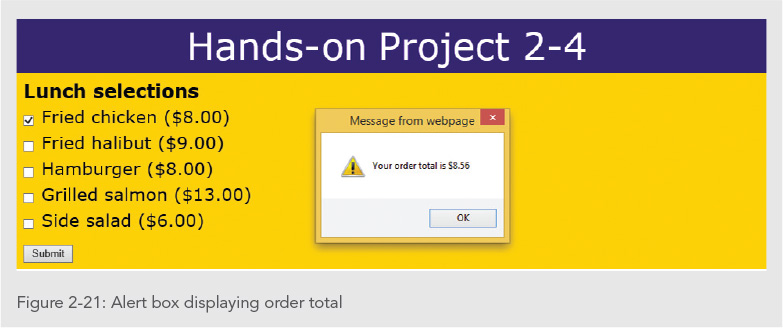 Hands-on Project 2-4
Lunch selections
Fried chicken ($8.00)
Fried halibut ($9.00)
Hamburger ($8.00)
Grilled salmon ($13.00)
Side salad ($6.00)
Submit
Message from webpage
Your order total is $8.56
OK
Figure 2-21: Alert box displaying order total